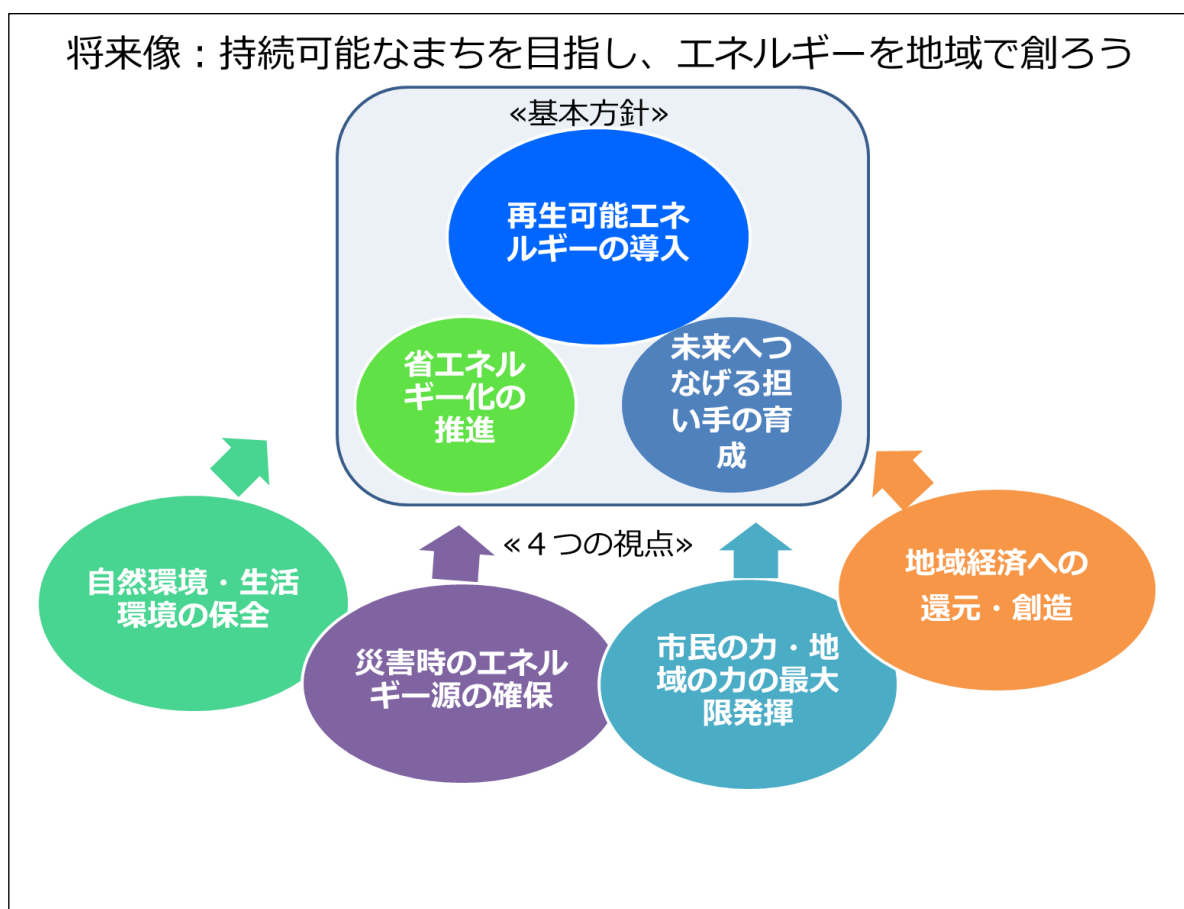 将来像：持続可能なまちを目指し、エネルギーを地域で創ろう
≪基本方針≫
再生可能エネ
ルギーの導入
省エネル
ギー化の
推進
未来へつ
なげる担
い手の育
成
≪４つの視点≫
自然環境・生活
環境の保全
災害時のエネル
ギー源の確保
市民の力・地
域の力の最大
限発揮
地域経済への
還元・創造